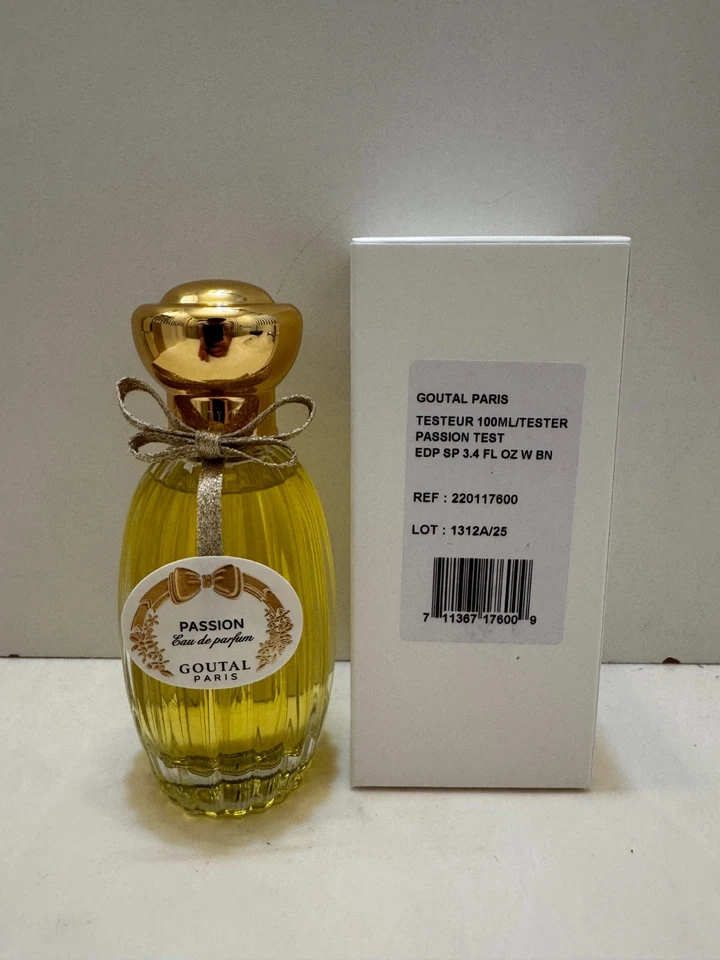 PASSION
Eau de parfum
GOUTAL
PARIS
GOUTAL PARIS
TESTEUR 100ML/TESTER
PASSION TEST
EDP SP 3.4 FL OZ W BN
REF : 220117600
LOT : 1312A/25
7 11367 17600 9